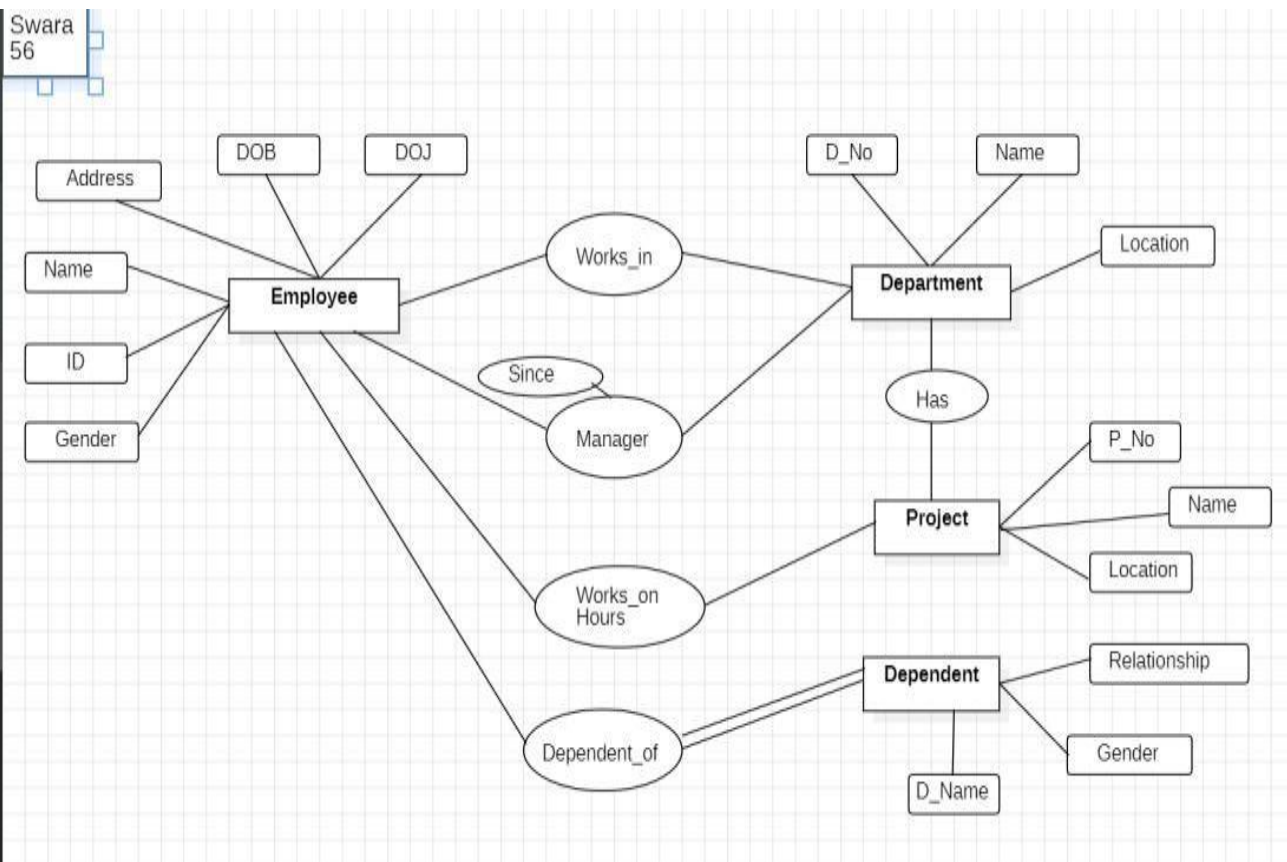 Swara
56
DOB
DOJ
D_No
Name
Address
Location
Works_in
Name
Employee
Department
ID
Since
Has
Gender
Manager
P_No
Name
Project
Location
Works_on
Hours
Relationship
Dependent
Dependent_of
Gender
D_Name